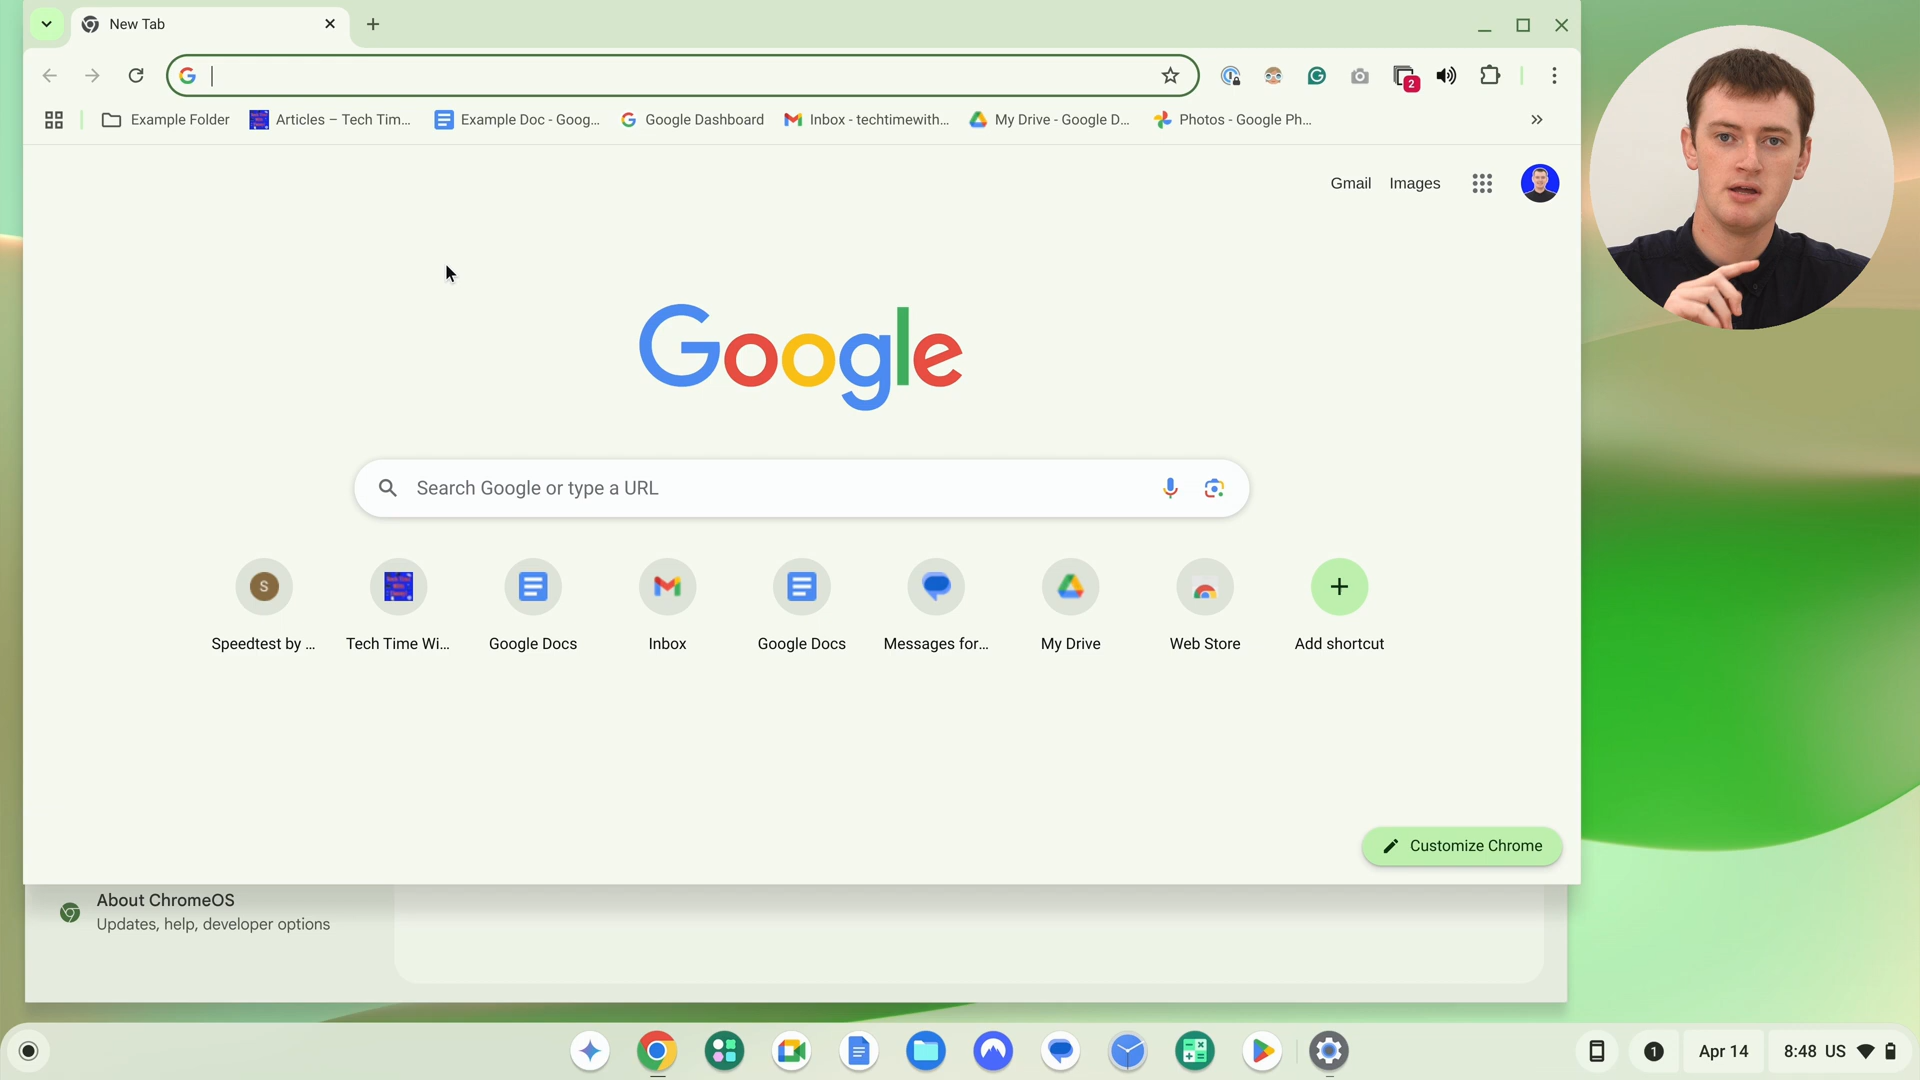 New Tab
2
Example Folder
Articles – Tech Tim...
Example Doc - Goog...
Google Dashboard
Inbox - techtimewith...
My Drive - Google D...
Photos - Google Ph...
Gmail
Images
Google
Search Google or type a URL
S
Speedtest by ...
Tech Time Wi...
Google Docs
Inbox
Google Docs
Messages for...
My Drive
Web Store
Add shortcut
Customize Chrome
About ChromeOS
Updates, help, developer options
1
Apr 14
8:48 US